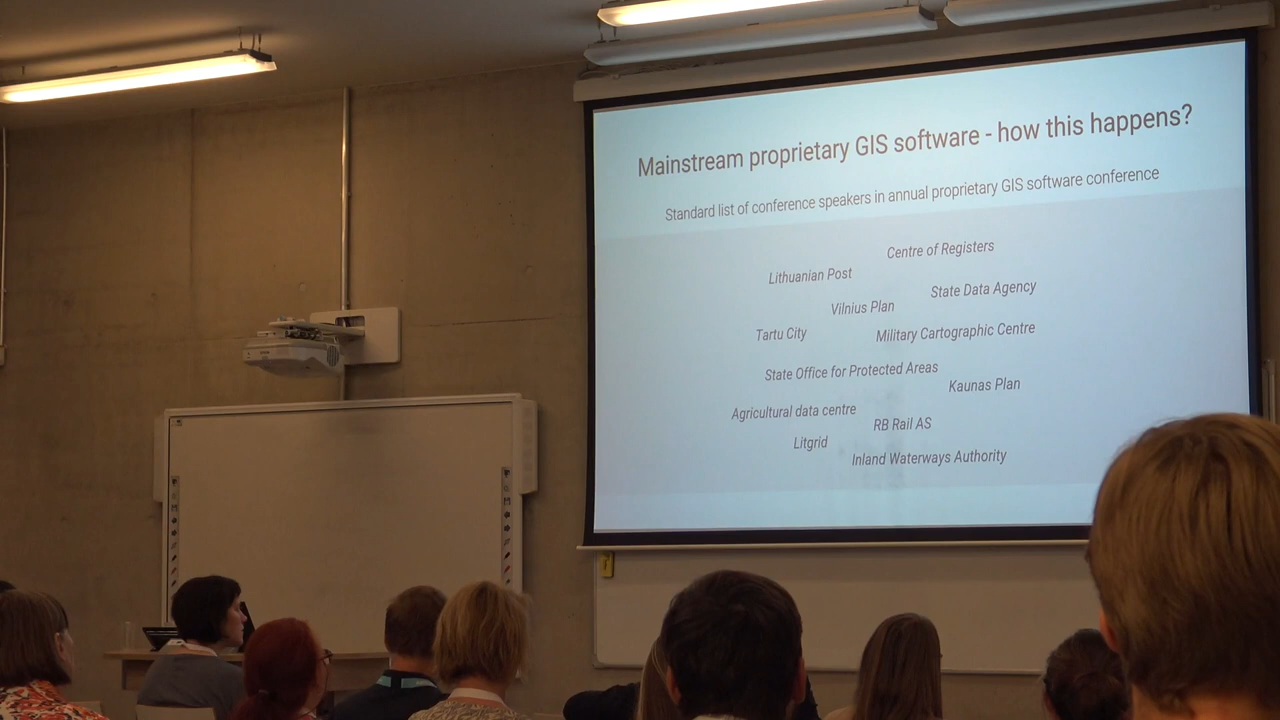 Mainstream proprietary GIS software - how this happens?
Standard list of conference speakers in annual proprietary GIS software conference
Centre of Registers
Lithuanian Post
State Data Agency
Vilnius Plan
Tartu City
Military Cartographic Centre
State Office for Protected Areas
Kaunas Plan
Agricultural data centre
RB Rail AS
Litgrid
Inland Waterways Authority